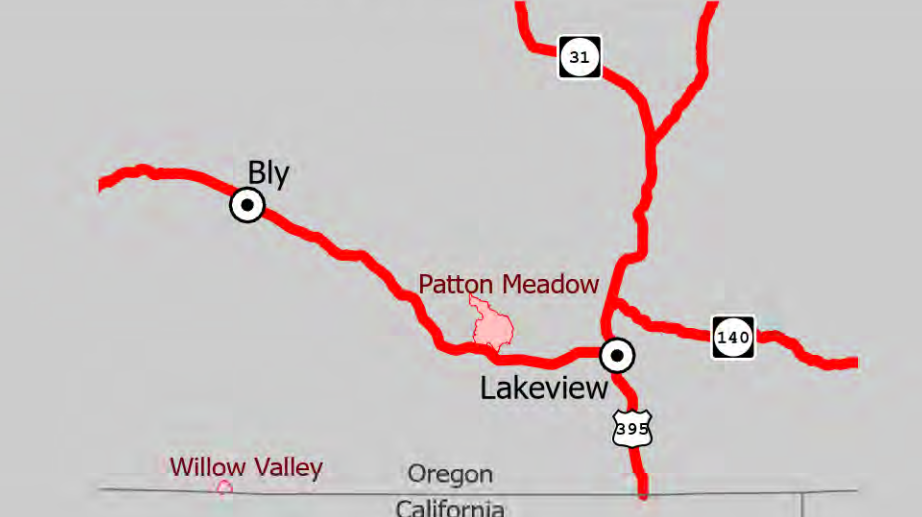 31
Bly
Patton Meadow
140
Lakeview
395
Willow Valley
Oregon
California